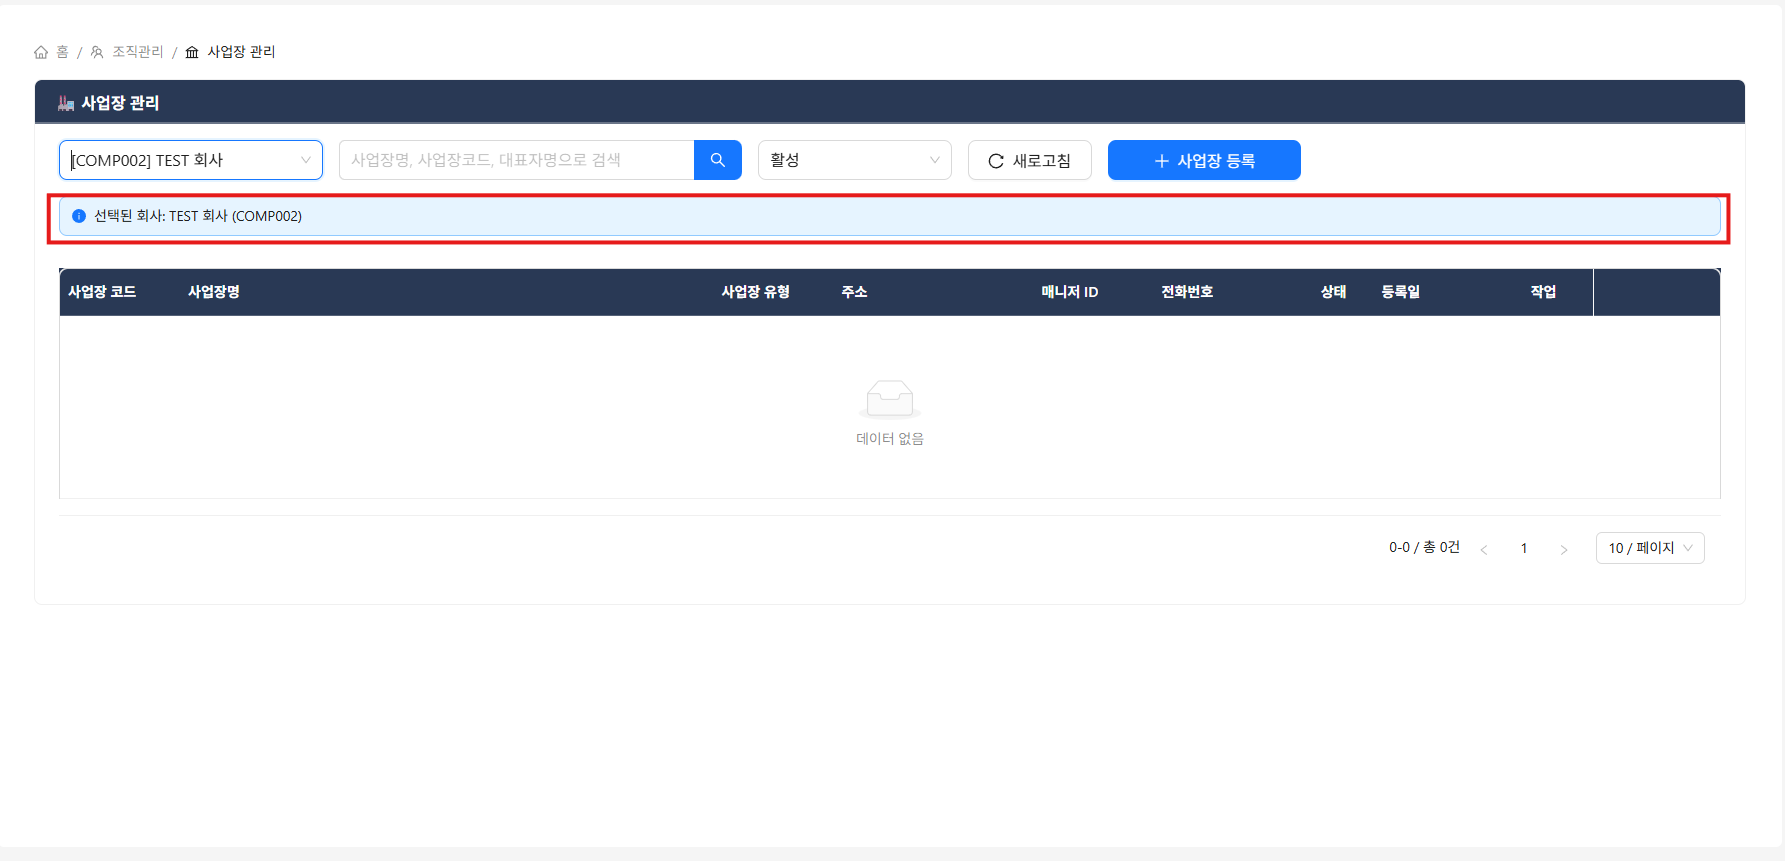 홈 / 조직관리 / 사업장 관리
사업장 관리
[COMP002] TEST 회사
사업장명, 사업장코드, 대표자명으로 검색
활성
새로고침
사업장 등록
선택된 회사: TEST 회사 (COMP002)
사업장 코드 사업장명 사업장 유형 주소 매니저 ID 전화번호 상태 등록일 작업
데이터 없음
0-0 / 총 0건 < 1 > 10 / 페이지